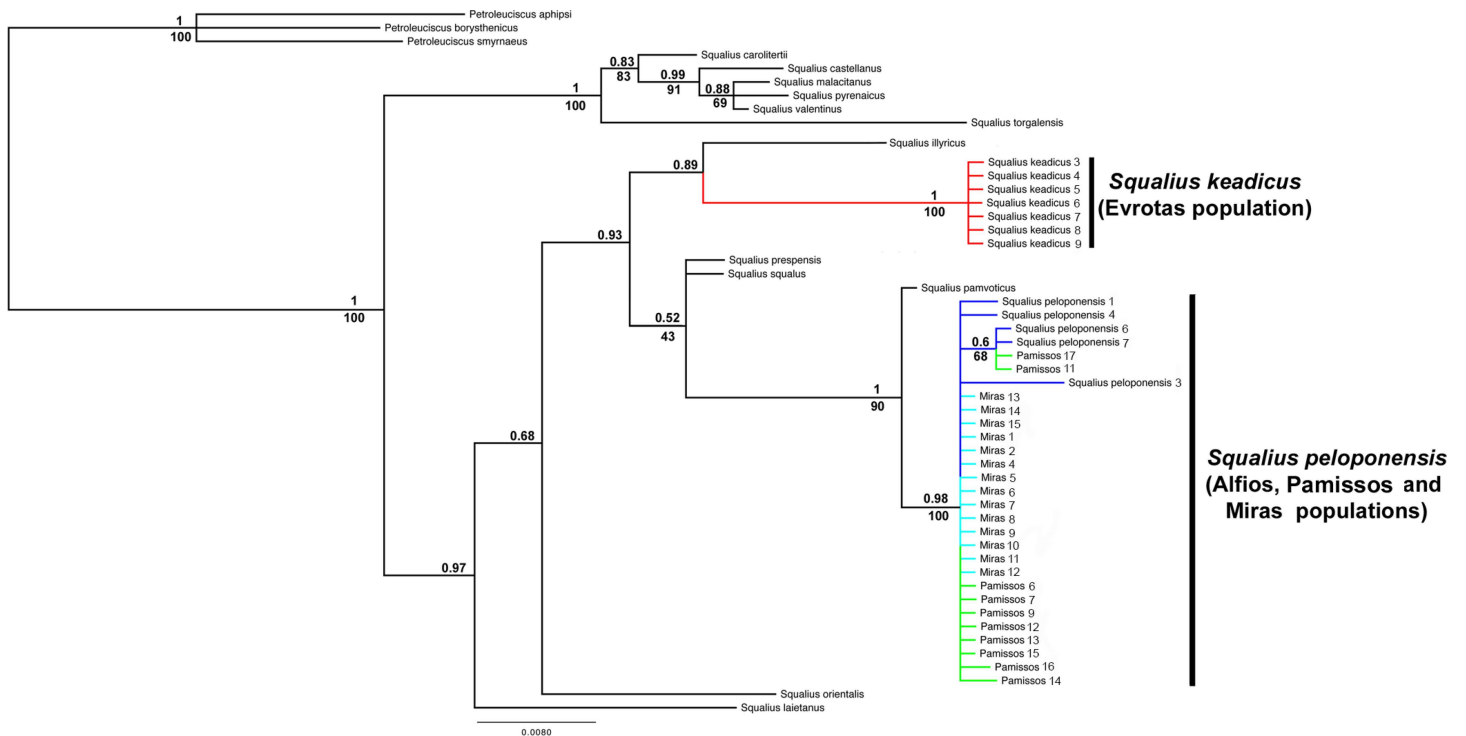 Petroleuciscus aphipsi
1
Petroleuciscus borysthenicus
100
Petroleuciscus smyrnaeus
Squalius carolitertii
0.83
83
Squalius castellanus
0.99
91
Squalius malacitanus
0.88
69
Squalius pyrenaicus
Squalius valentinus
1
100
Squalius torgalensis
Squalius illyricus
0.89
Squalius keadicus 3
Squalius keadicus 4
Squalius keadicus 5
Squalius keadicus 6
Squalius keadicus 7
Squalius keadicus 8
Squalius keadicus 9
1
100
Squalius keadicus
(Evrotas population)
0.93
Squalius prespensis
Squalius squalus
1
100
0.52
43
Squalius pamvoticus
Squalius peloponensis 1
Squalius peloponensis 4
Squalius peloponensis 6
0.6
68
Squalius peloponensis 7
Pamissos 17
Pamissos 11
Squalius peloponensis 3
1
90
Miras 13
Miras 14
Miras 15
Miras 1
Miras 2
Miras 4
Miras 5
Miras 6
Miras 7
Miras 8
Miras 9
Miras 10
Miras 11
Miras 12
Pamissos 6
Pamissos 7
Pamissos 9
Pamissos 12
Pamissos 13
Pamissos 15
Pamissos 16
Pamissos 14
0.68
0.98
100
Squalius peloponensis
(Alfios, Pamissos and
Miras populations)
0.97
Squalius orientalis
Squalius laietanus
0.0080